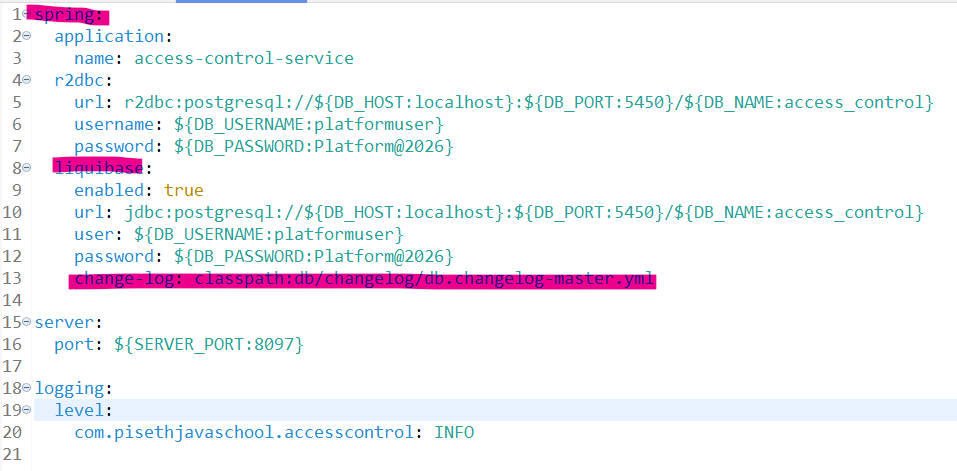 1 spring:
2 application:
3 name: access-control-service
4 r2dbc:
5 url: r2dbc:postgresql://${DB_HOST:localhost}:${DB_PORT:5450}/${DB_NAME:access_control}
6 username: ${DB_USERNAME:platformuser}
7 password: ${DB_PASSWORD:Platform@2026}
8 liquibase:
9 enabled: true
10 url: jdbc:postgresql://${DB_HOST:localhost}:${DB_PORT:5450}/${DB_NAME:access_control}
11 user: ${DB_USERNAME:platformuser}
12 password: ${DB_PASSWORD:Platform@2026}
13 change-log: classpath:db/changelog/db.changelog-master.yml
14
15 server:
16 port: ${SERVER_PORT:8097}
17
18 logging:
19 level:
20 com.pisethjavaschool.accesscontrol: INFO
21